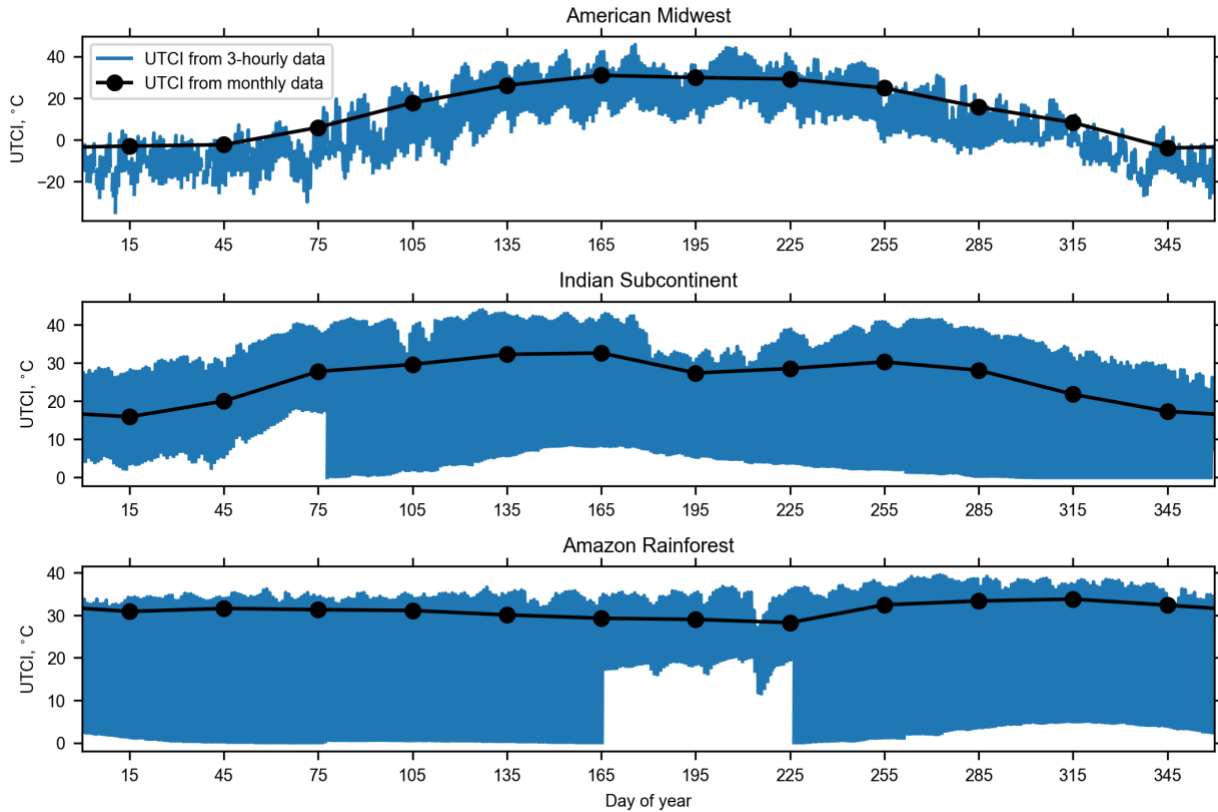 American Midwest
UTCI from 3-hourly data
UTCI from monthly data
UTCI, °C
40
20
0
−20
15 45 75 105 135 165 195 225 255 285 315 345
Indian Subcontinent
UTCI, °C
40
30
20
10
0
15 45 75 105 135 165 195 225 255 285 315 345
Amazon Rainforest
UTCI, °C
40
30
20
10
0
15 45 75 105 135 165 195 225 255 285 315 345
Day of year